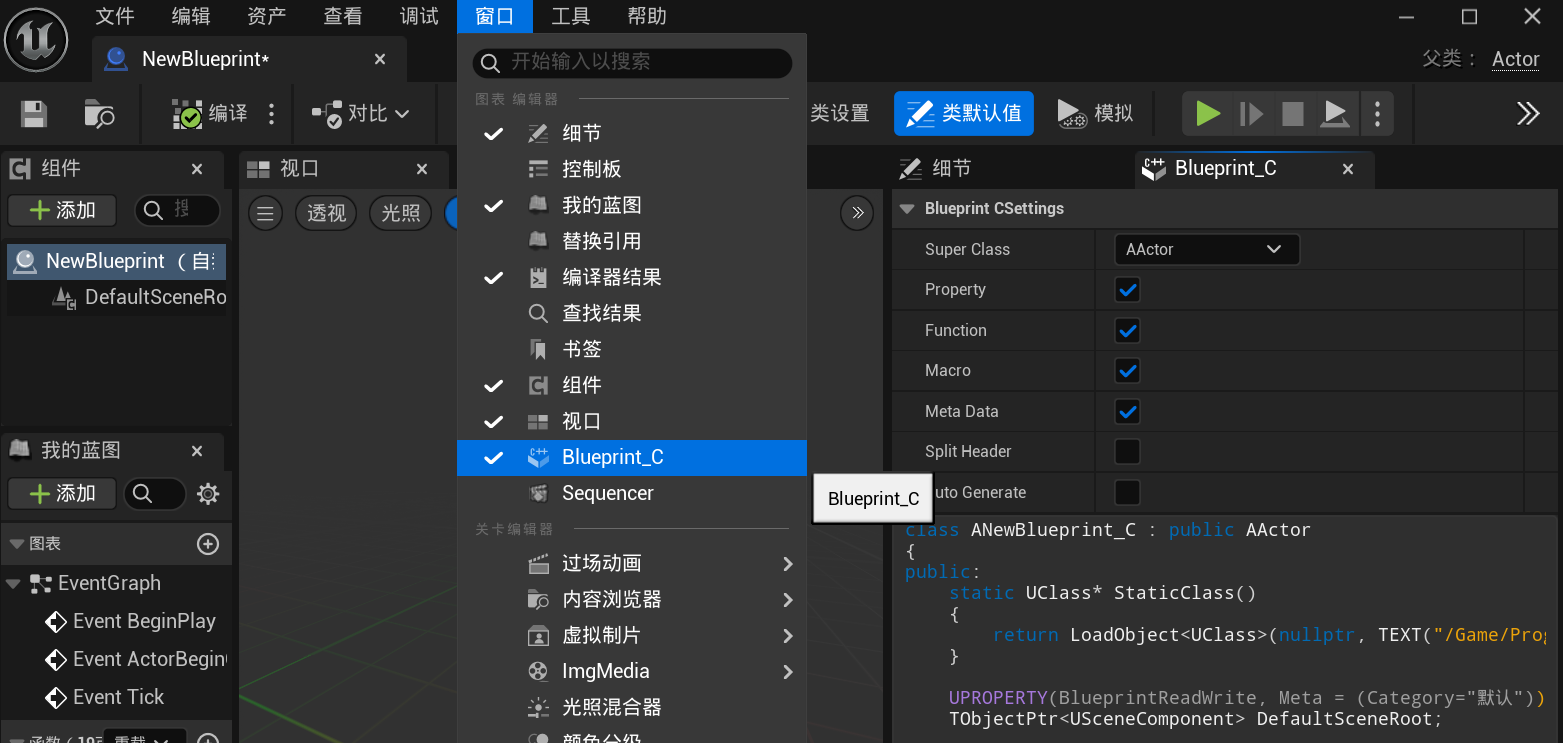 文件 编辑 资产 查看 调试 窗口 工具 帮助
NewBlueprint*
父类： Actor
编译
对比
类设置
类默认值
模拟
组件
添加
NewBlueprint （自
DefaultSceneRo
我的蓝图
添加
图表
EventGraph
Event BeginPlay
Event ActorBegin
Event Tick
视口
透视
光照
开始输入以搜索
图表 编辑器
细节
控制板
我的蓝图
替换引用
编译器结果
查找结果
书签
组件
视口
Blueprint_C
Sequencer
关卡编辑器
过场动画
内容浏览器
虚拟制片
ImgMedia
光照混合器
Blueprint_C
细节
Blueprint_C
Blueprint CSettings
Super Class AActor
Property
Function
Macro
Meta Data
Split Header
uto Generate
class ANewBlueprint_C : public AActor
{
public:
static UClass* StaticClass()
{
return LoadObject<UClass>(nullptr, TEXT("/Game/Prog
}
UPROPERTY(BlueprintReadWrite, Meta = (Category="默认"))
TObjectPtr<USceneComponent> DefaultSceneRoot;